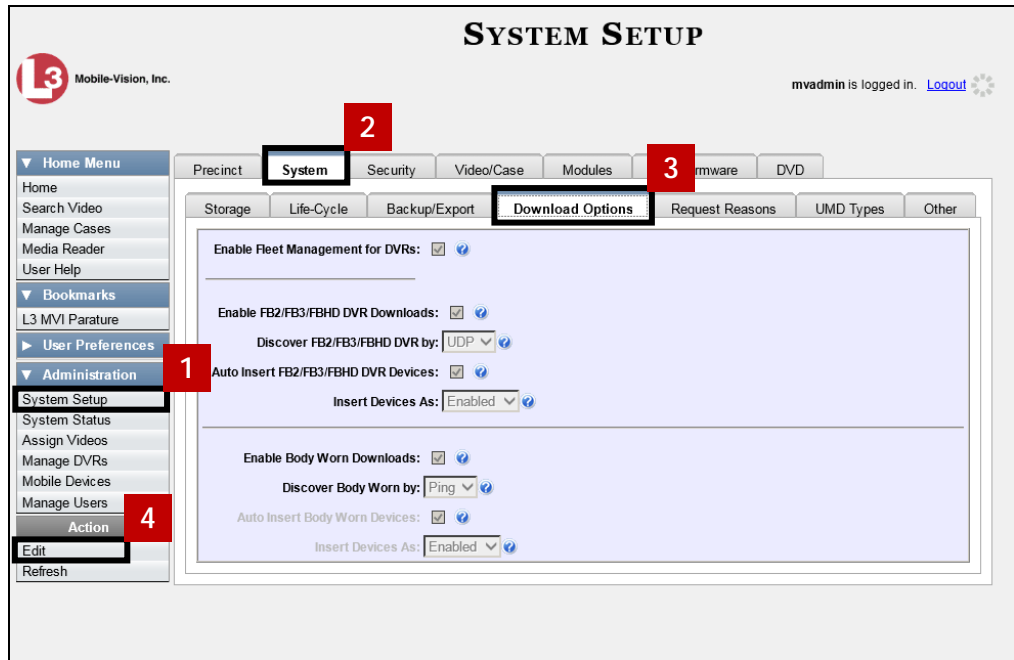 SYSTEM SETUP
L3 Mobile-Vision, Inc.
mvadmin is logged in. Logout
2
▼ Home Menu
Home
Search Video
Manage Cases
Media Reader
User Help
▼ Bookmarks
L3 MVI Parature
▶ User Preferences
▼ Administration
1
System Setup
System Status
Assign Videos
Manage DVRs
Mobile Devices
Manage Users
Action
4
Edit
Refresh
Precinct System Security Video/Case Modules 3 rmware DVD
Storage Life-Cycle Backup/Export Download Options Request Reasons UMD Types Other
Enable Fleet Management for DVRs: ?
Enable FB2/FB3/FBHD DVR Downloads: ?
Discover FB2/FB3/FBHD DVR by: UDP ?
Auto Insert FB2/FB3/FBHD DVR Devices: ?
Insert Devices As: Enabled ?
Enable Body Worn Downloads: ?
Discover Body Worn by: Ping ?
Auto Insert Body Worn Devices: ?
Insert Devices As: Enabled ?